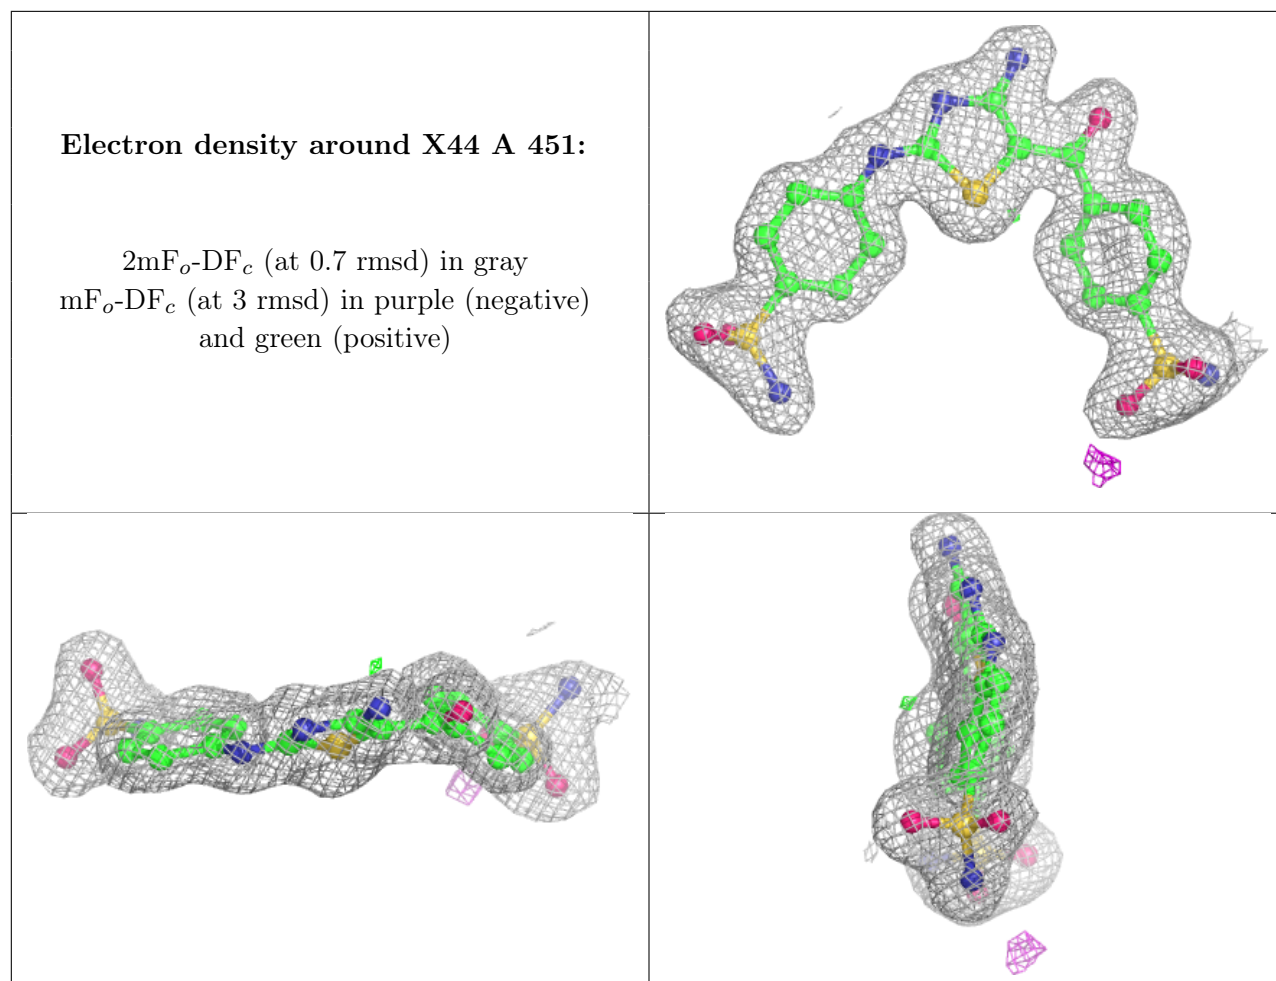 Electron density around X44 A 451:
2mFo-DFc (at 0.7 rmsd) in gray
mFo-DFc (at 3 rmsd) in purple (negative)
and green (positive)